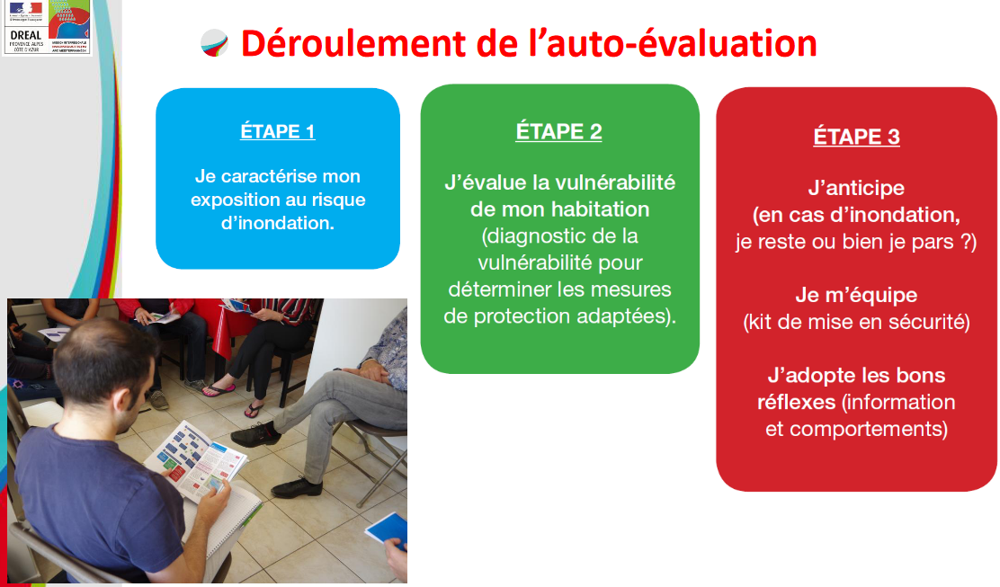 DREAL
PROVENCE ALPES
CÔTE D'AZUR
Déroulement de l’auto-évaluation
ÉTAPE 1
Je caractérise mon
exposition au risque
d’inondation.
ÉTAPE 2
J’évalue la vulnérabilité
de mon habitation
(diagnostic de la
vulnérabilité pour
déterminer les mesures
de protection adaptées).
ÉTAPE 3
J’anticipe
(en cas d’inondation,
je reste ou bien je pars ?)
Je m’équipe
(kit de mise en sécurité)
J’adopte les bons
réflexes (information
et comportements)